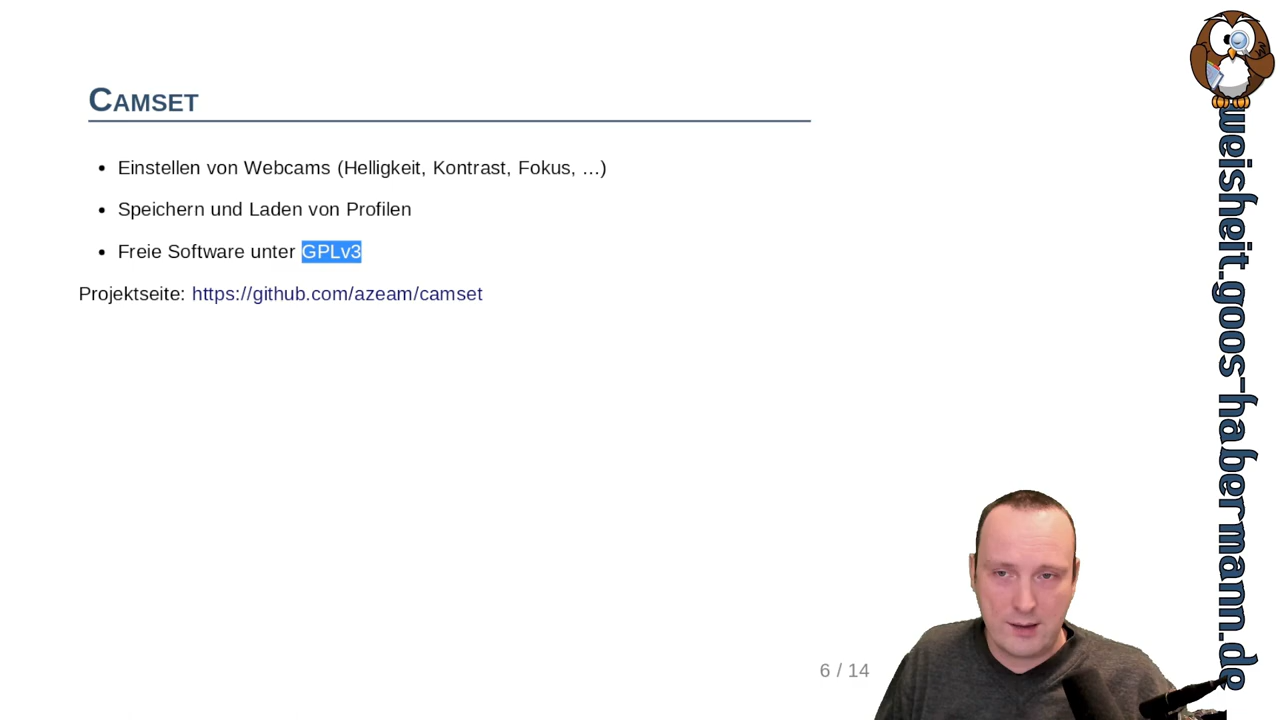 Camset
• Einstellen von Webcams (Helligkeit, Kontrast, Fokus, …)
• Speichern und Laden von Profilen
• Freie Software unter GPLv3
Projektseite: https://github.com/azeam/camset
6 / 14
weisheit.goos-habermann.de